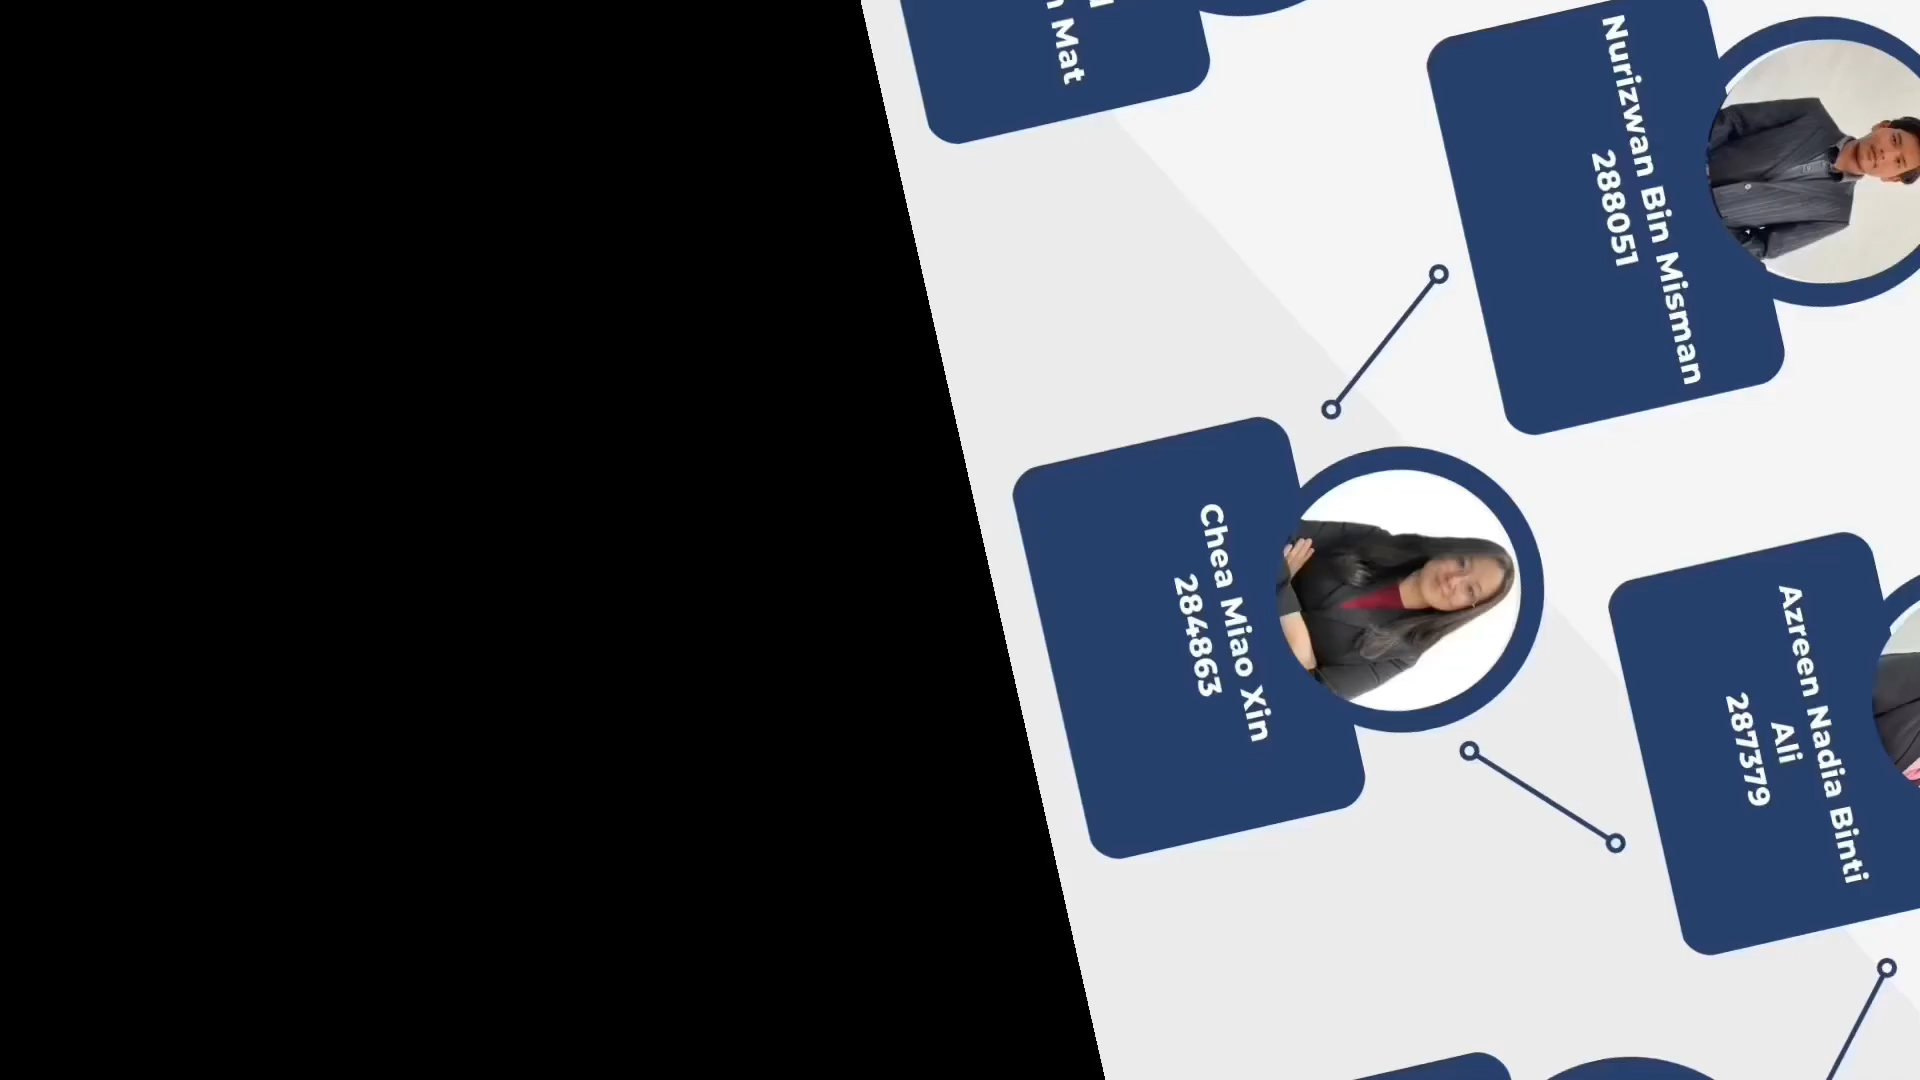 Mat
Nurizwan Bin Misman
288051
Chea Miao Xin
284863
Azreen Nadia Binti
Ali
287379